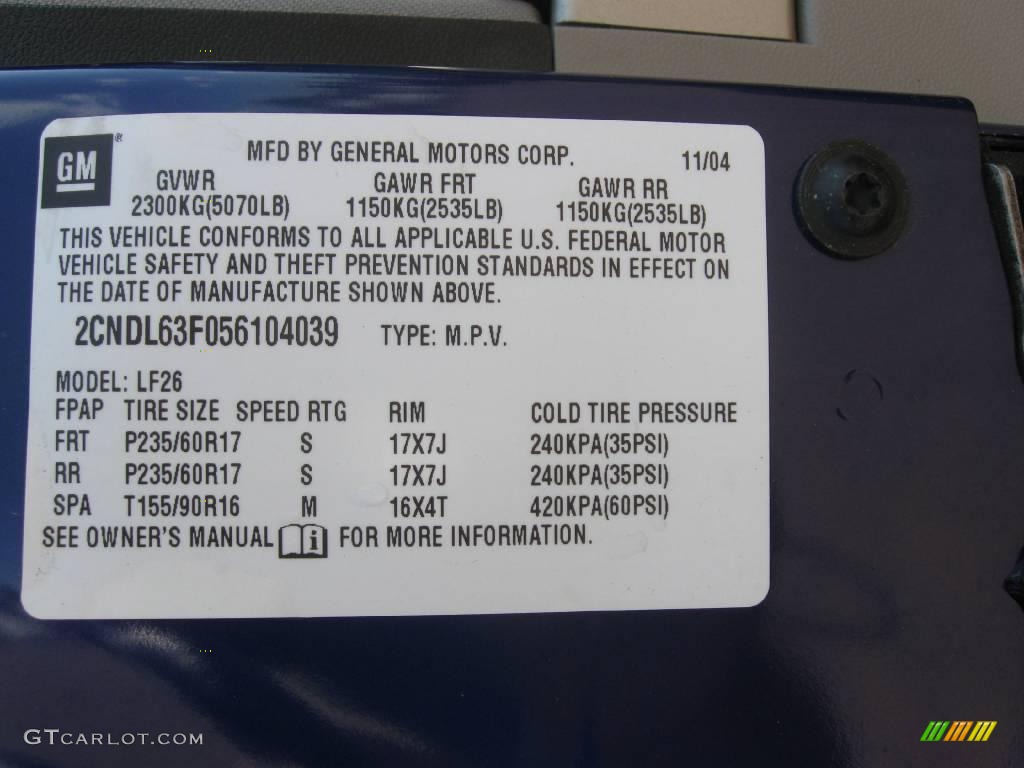 GM ®
MFD BY GENERAL MOTORS CORP. 11/04
GVWR GAWR FRT GAWR RR
2300KG(5070LB) 1150KG(2535LB) 1150KG(2535LB)
THIS VEHICLE CONFORMS TO ALL APPLICABLE U.S. FEDERAL MOTOR
VEHICLE SAFETY AND THEFT PREVENTION STANDARDS IN EFFECT ON
THE DATE OF MANUFACTURE SHOWN ABOVE.
2CNDL63F056104039 TYPE: M.P.V.
MODEL: LF26
FPAP TIRE SIZE SPEED RTG RIM COLD TIRE PRESSURE
FRT P235/60R17 S 17X7J 240KPA(35PSI)
RR P235/60R17 S 17X7J 240KPA(35PSI)
SPA T155/90R16 M 16X4T 420KPA(60PSI)
SEE OWNER'S MANUAL i FOR MORE INFORMATION.
GTCARLOT.COM